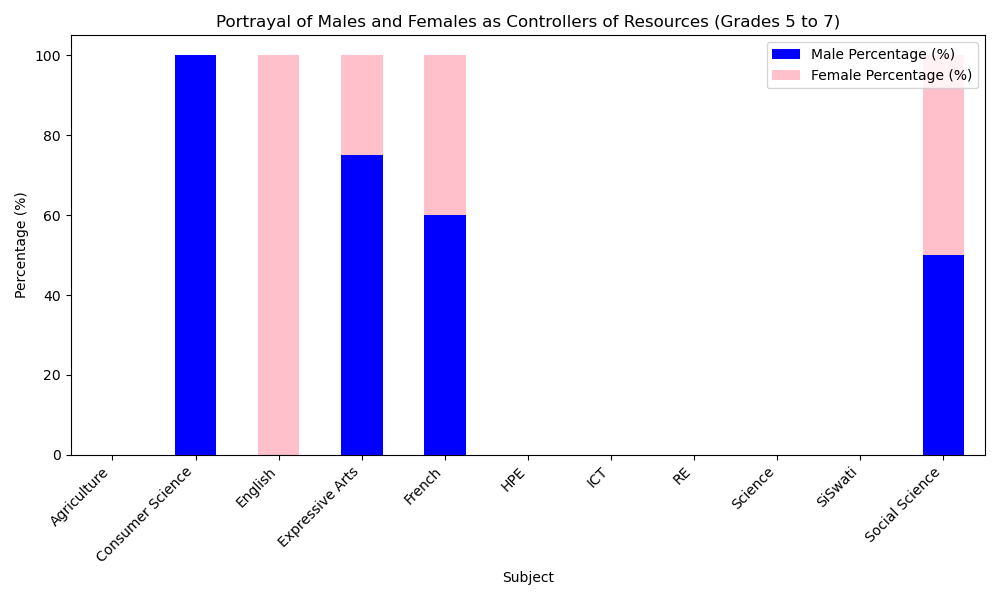 Portrayal of Males and Females as Controllers of Resources (Grades 5 to 7)
Male Percentage (%)
Female Percentage (%)
Percentage (%)
100
80
60
40
20
0
Agriculture
Consumer Science
English
Expressive Arts
French
HPE
ICT
RE
Science
SiSwati
Social Science
Subject